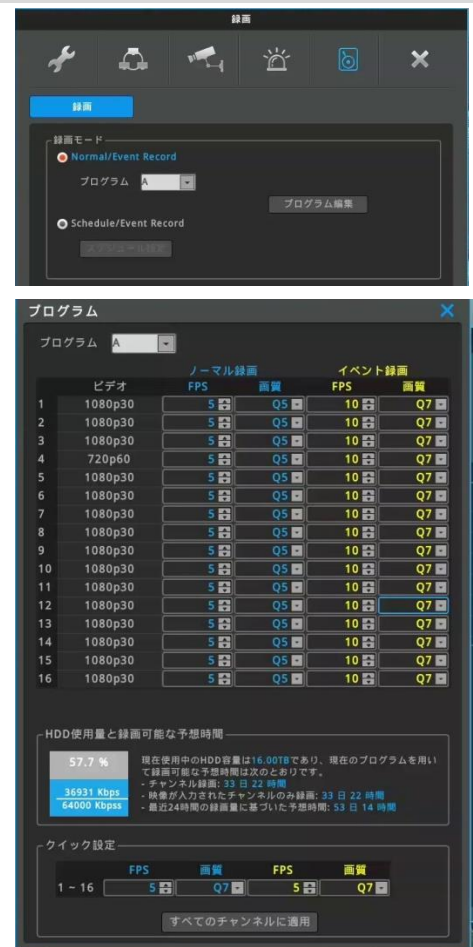 録画
録画
録画モード
Normal/Event Record
プログラム A
プログラム編集
Schedule/Event Record
スケジュール設定
プログラム
プログラム A
ノーマル録画 イベント録画
ビデオ FPS 画質 FPS 画質
1 1080p30 5 Q5 10 Q7
2 1080p30 5 Q5 10 Q7
3 1080p30 5 Q5 10 Q7
4 720p60 5 Q5 10 Q7
5 1080p30 5 Q5 10 Q7
6 1080p30 5 Q5 10 Q7
7 1080p30 5 Q5 10 Q7
8 1080p30 5 Q5 10 Q7
9 1080p30 5 Q5 10 Q7
10 1080p30 5 Q5 10 Q7
11 1080p30 5 Q5 10 Q7
12 1080p30 5 Q5 10 Q7
13 1080p30 5 Q5 10 Q7
14 1080p30 5 Q5 10 Q7
15 1080p30 5 Q5 10 Q7
16 1080p30 5 Q5 10 Q7
HDD使用量と録画可能な予想時間
57.7 %
36931 Kbps
64000 Kbpss
現在使用中のHDD容量は16.00TBであり、現在のプログラムを用い
て録画可能な予想時間は次のとおりです。
- チャンネル録画: 33 日 22 時間
- 映像が入力されたチャンネルのみ録画: 33 日 22 時間
- 最近24時間の録画量に基づいた予想時間: 53 日 14 時間
クイック設定
FPS 画質 FPS 画質
1 ~ 16 5 Q7 5 Q7
すべてのチャンネルに適用